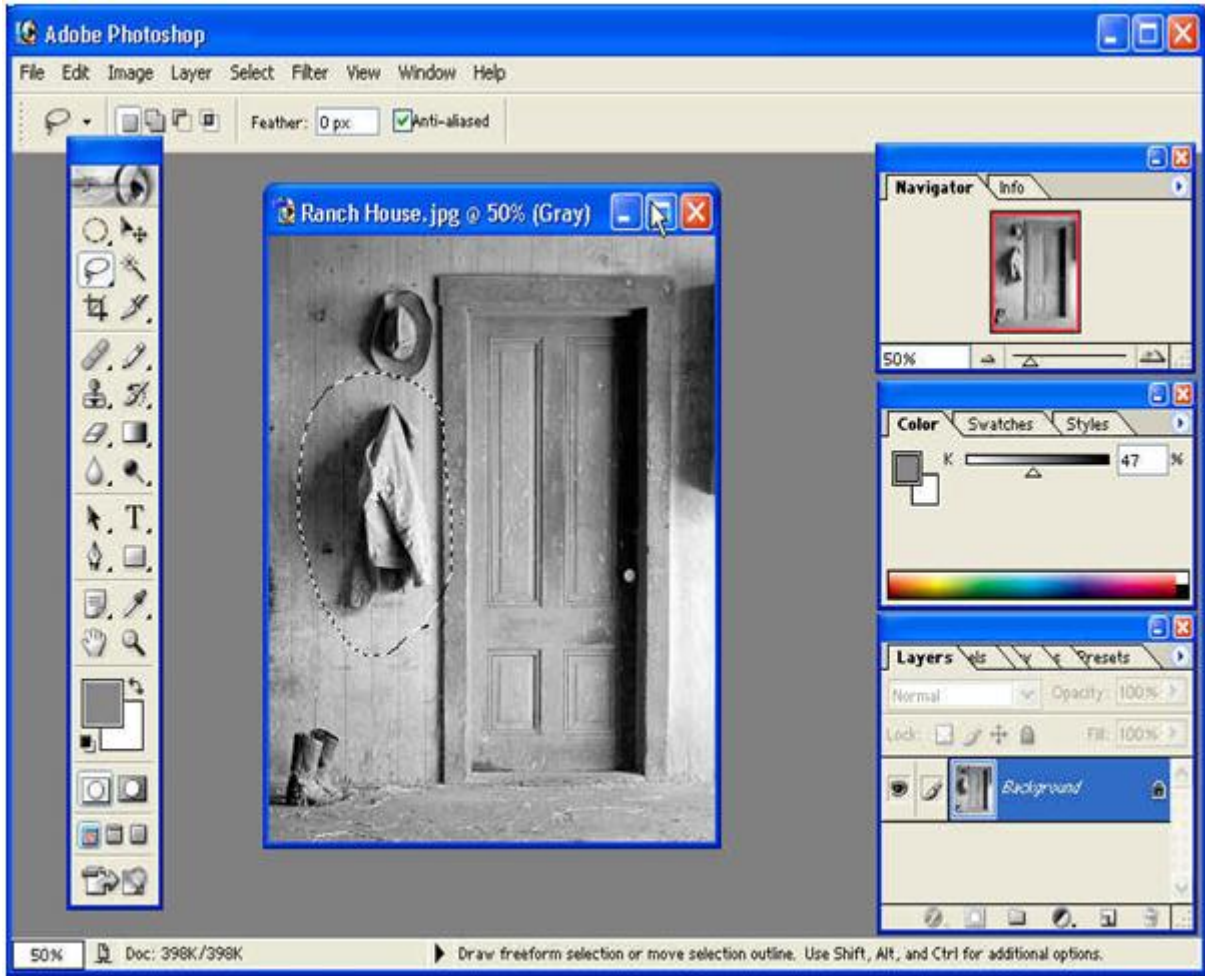 Adobe Photoshop
File Edit Image Layer Select Filter View Window Help
Feather: 0 px Anti-aliased
Ranch House.jpg @ 50% (Gray)
Navigator Info
50%
Color Swatches Styles
K 47 %
T
Layers els Presets
Normal Opacity: 100%
Lock: Fill: 100%
Background
50% Doc: 398K/398K Draw freeform selection or move selection outline. Use Shift, Alt, and Ctrl for additional options.